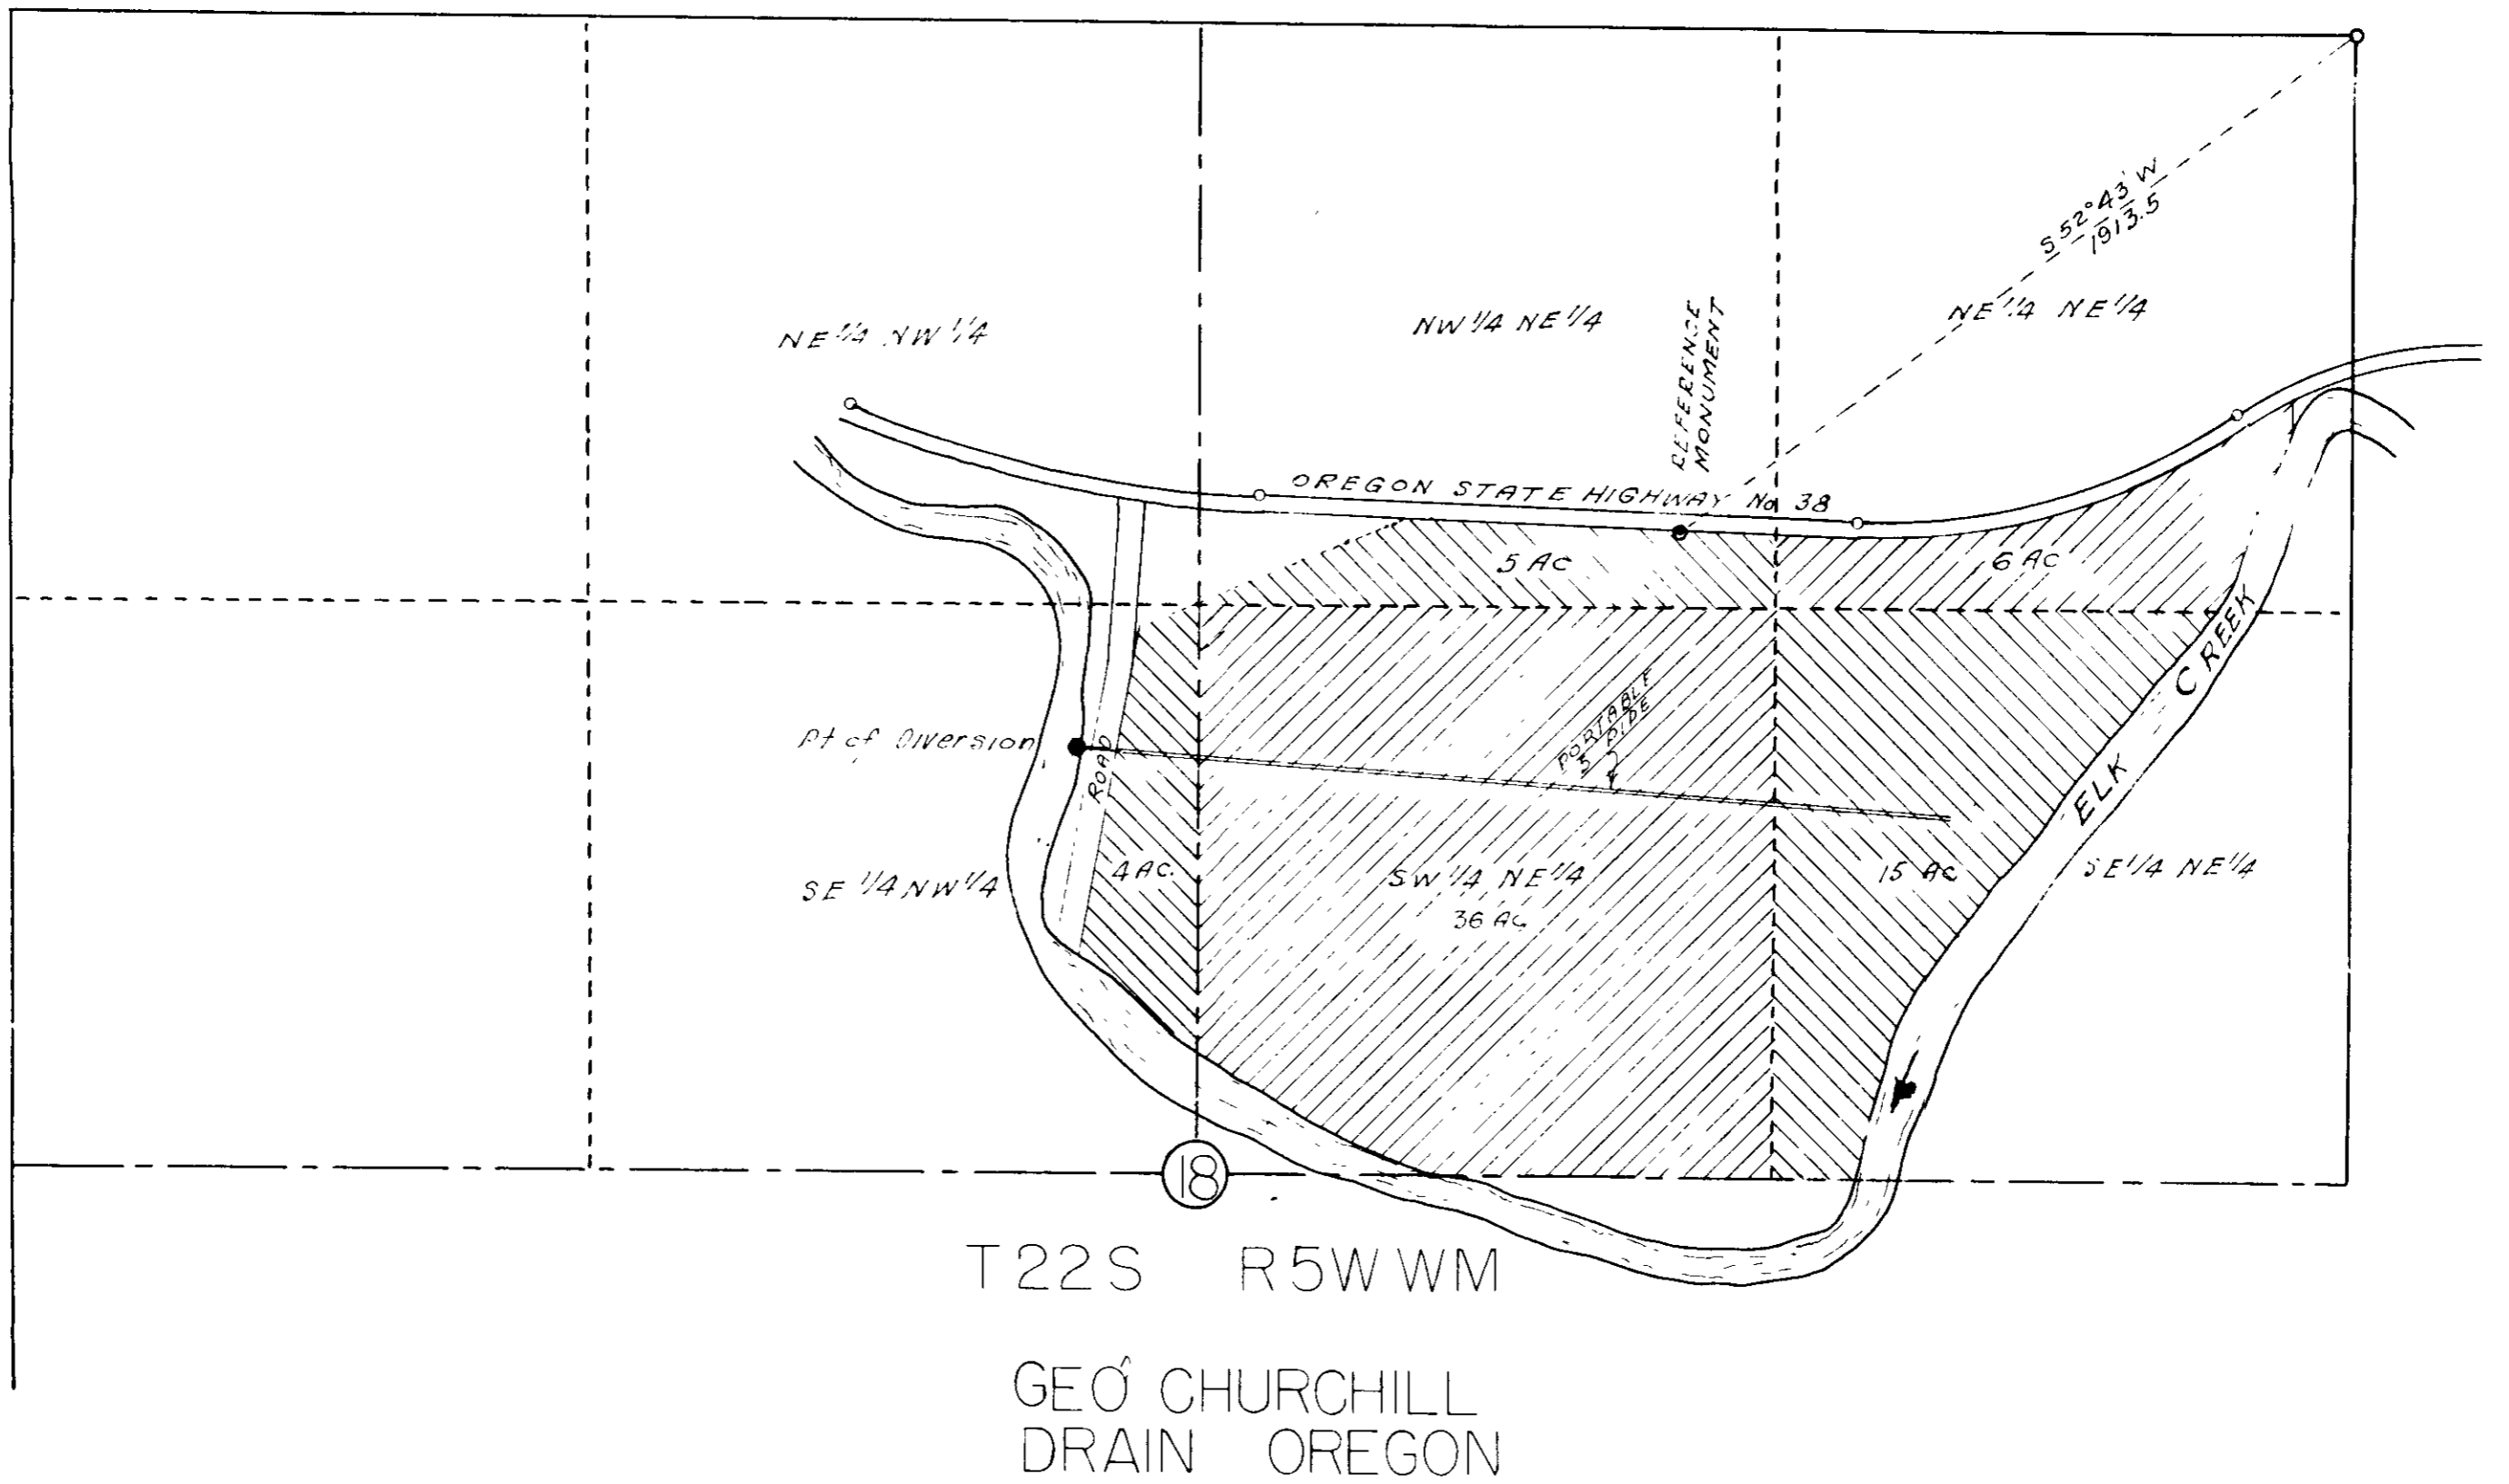 S 52° 43' W
1913.5
NE 1/4 NW 1/4
NW 1/4 NE 1/4
REFERENCE
MONUMENT
NE 1/4 NE 1/4
OREGON STATE HIGHWAY No 38
5 AC
6 AC
ELK CREEK
PORTABLE
PIPE
Pt of Diversion
ROAD
SE 1/4 NW 1/4
4 AC.
SW 1/4 NE 1/4
36 AC
15 AC
SE 1/4 NE 1/4
18
T22S R5W WM
GEO CHURCHILL
DRAIN OREGON